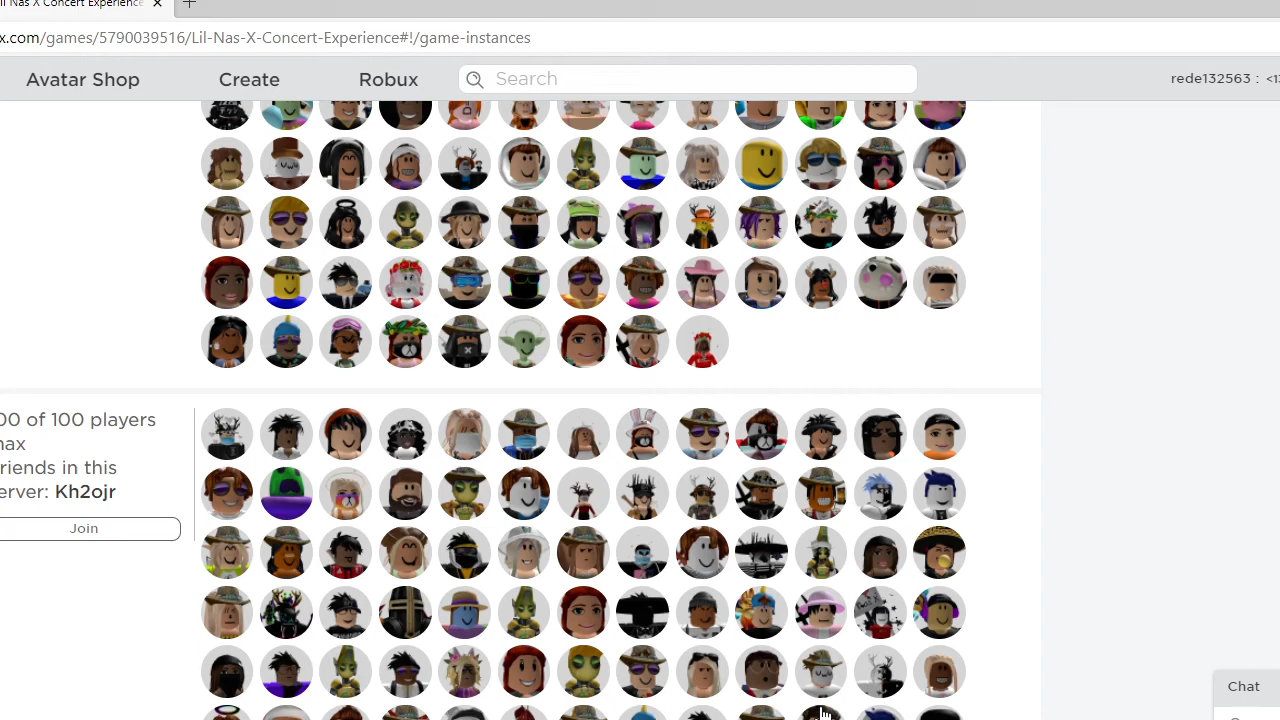 Nas X Concert Experience
x.com/games/5790039516/Lil-Nas-X-Concert-Experience#!/game-instances
Avatar Shop Create Robux Search rede132563 : <13
00 of 100 players
max
riends in this
erver: Kh2ojr
Join
Chat